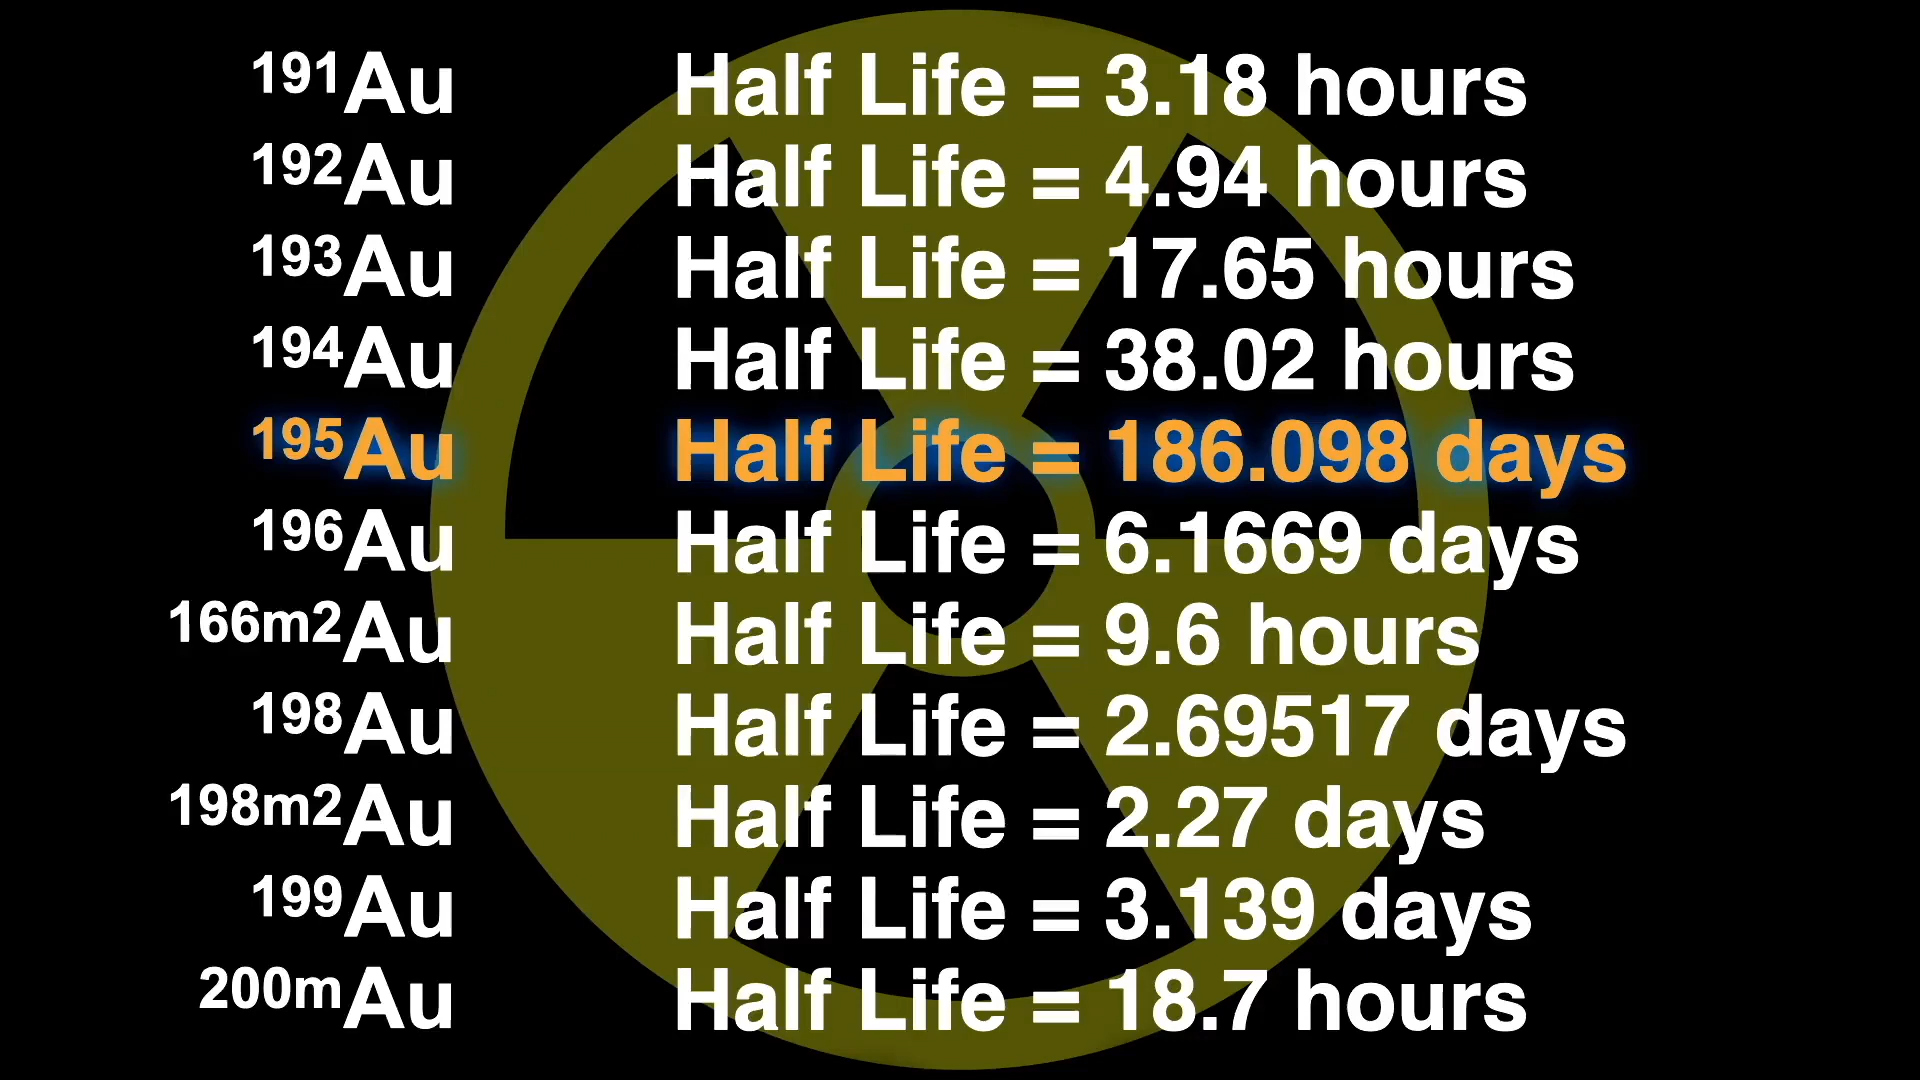 ¹⁹¹Au Half Life = 3.18 hours
¹⁹²Au Half Life = 4.94 hours
¹⁹³Au Half Life = 17.65 hours
¹⁹⁴Au Half Life = 38.02 hours
¹⁹⁵Au Half Life = 186.098 days
¹⁹⁶Au Half Life = 6.1669 days
¹⁶⁶ᵐ²Au Half Life = 9.6 hours
¹⁹⁸Au Half Life = 2.69517 days
¹⁹⁸ᵐ²Au Half Life = 2.27 days
¹⁹⁹Au Half Life = 3.139 days
²⁰⁰ᵐAu Half Life = 18.7 hours